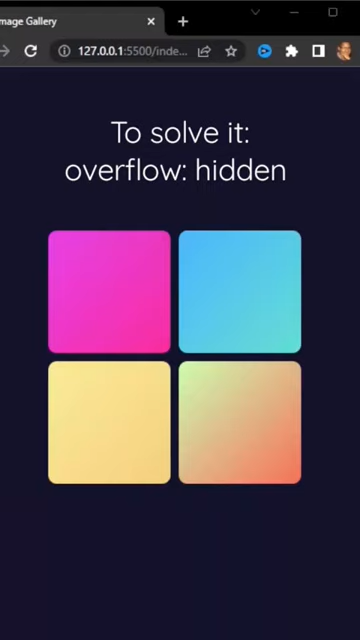 mage Gallery
127.0.0.1:5500/inde...
To solve it:
overflow: hidden